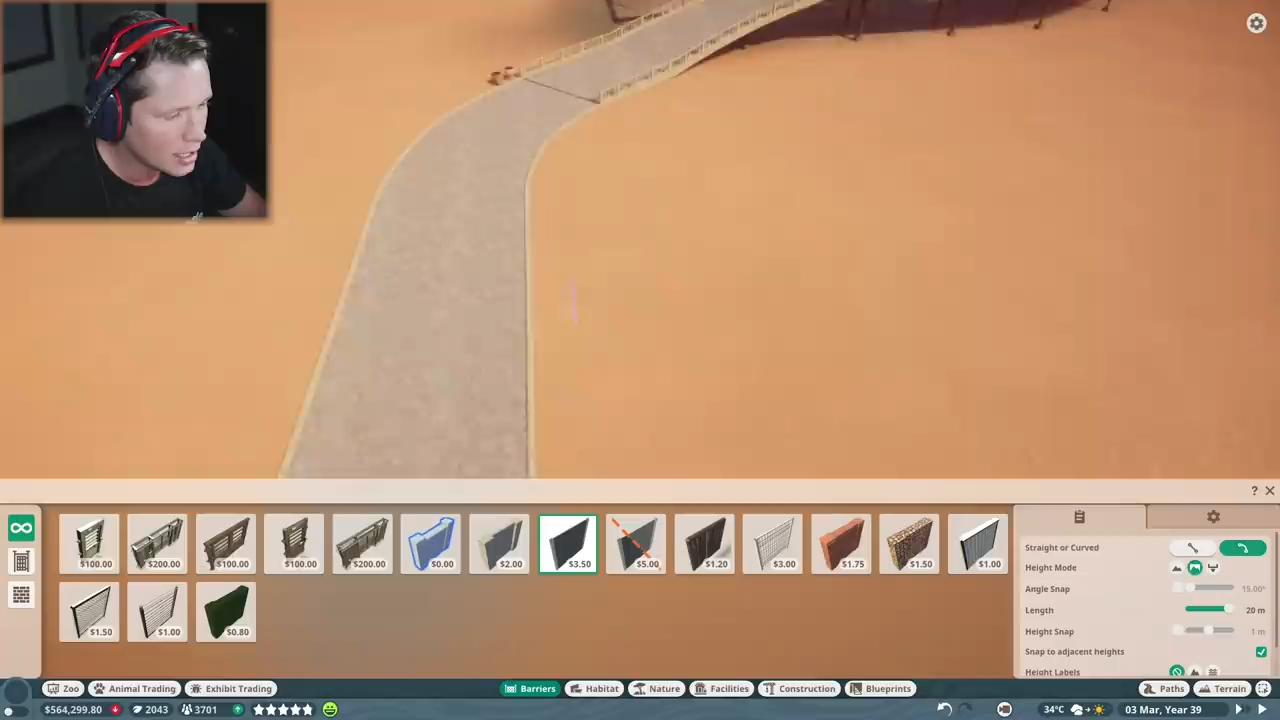 ?
$100.00 $200.00 $100.00 $100.00 $200.00 $0.00 $2.00 $3.50 $5.00 $1.20 $3.00 $1.75 $1.50 $1.00
$1.50 $1.00 $0.80
Straight or Curved
Height Mode
Angle Snap 15.00°
Length 20 m
Height Snap 1 m
Snap to adjacent heights
Height Labels
Zoo Animal Trading Exhibit Trading Barriers Habitat Nature Facilities Construction Blueprints Paths Terrain
$564,299.80 2043 3701 34°C 03 Mar, Year 39